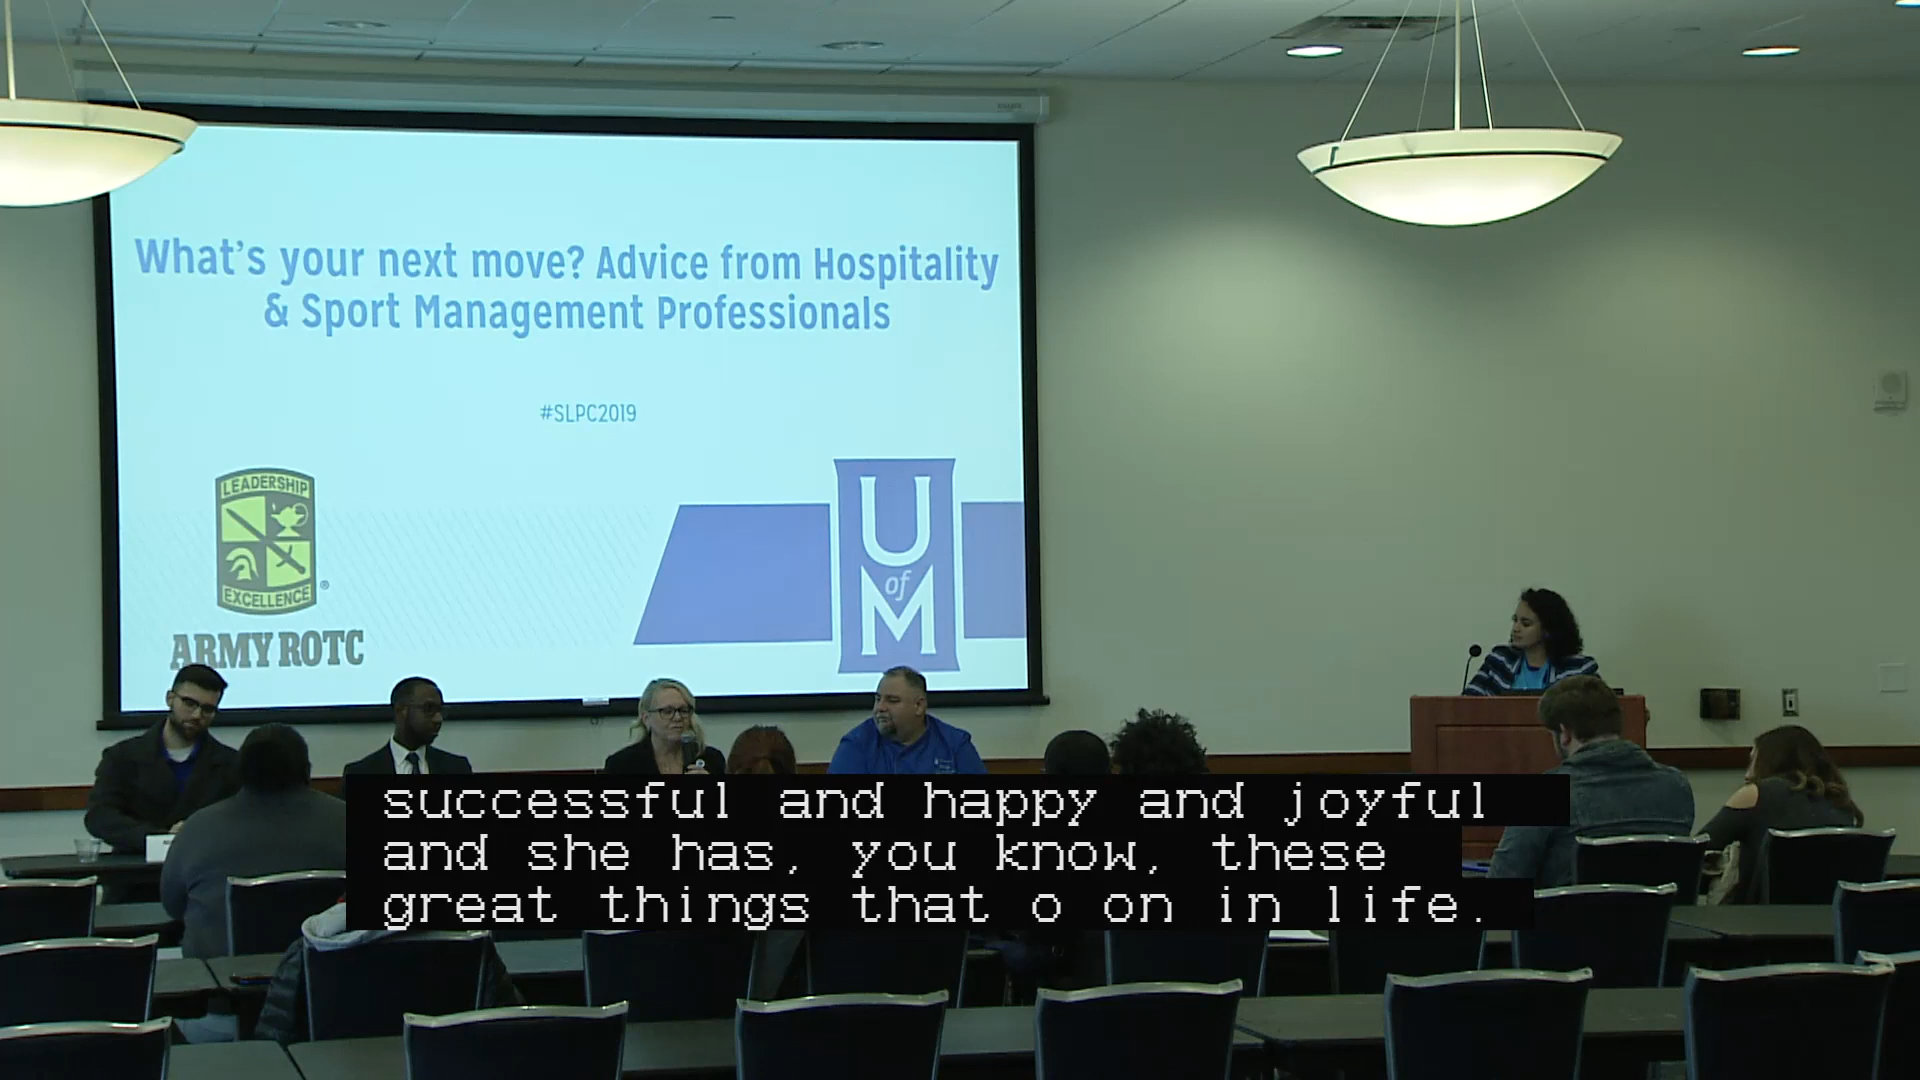 What's your next move? Advice from Hospitality
& Sport Management Professionals
#SLPC2019
LEADERSHIP
EXCELLENCE
®
ARMY ROTC
U
of
M
successful and happy and joyful
and she has, you know, these
great things that o on in life.